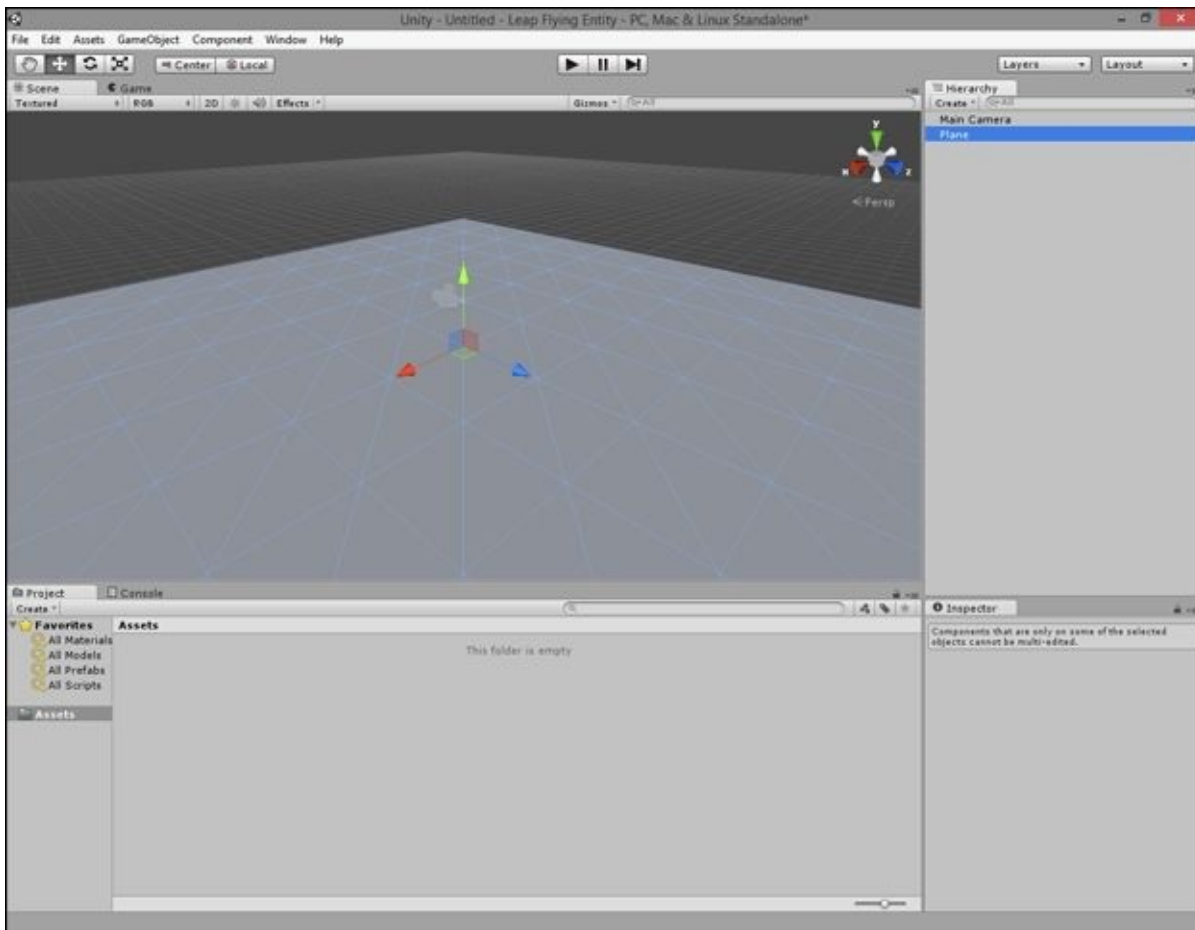 Unity - Untitled - Leap Flying Entity - PC, Mac & Linux Standalone*
File Edit Assets GameObject Component Window Help
Center Local Layers Layout
Scene Game
Textured RGB 2D Effects Gizmos All
y
x z
Persp
Hierarchy
Create All
Main Camera
Plane
Project Console
Create
Favorites
All Materials
All Models
All Prefabs
All Scripts
Assets
Assets
This folder is empty
Inspector
Components that are only on some of the selected
objects cannot be multi-edited.